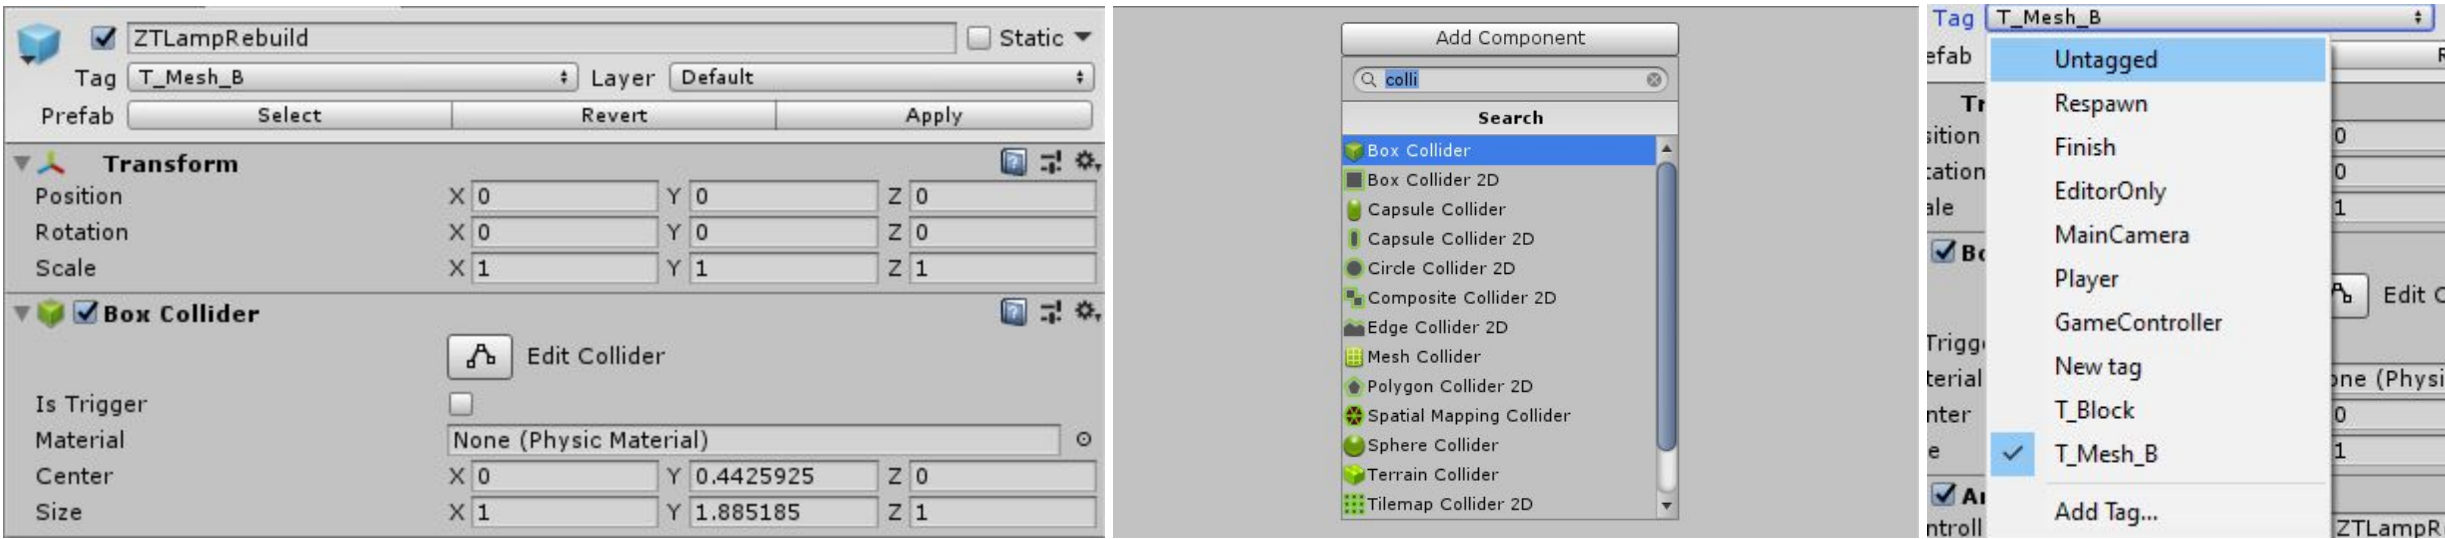 ZTLampRebuild Static
Tag T_Mesh_B Layer Default
Prefab Select Revert Apply
Transform
Position X 0 Y 0 Z 0
Rotation X 0 Y 0 Z 0
Scale X 1 Y 1 Z 1
Box Collider
Edit Collider
Is Trigger
Material None (Physic Material)
Center X 0 Y 0.4425925 Z 0
Size X 1 Y 1.885185 Z 1
Add Component
colli
Search
Box Collider
Box Collider 2D
Capsule Collider
Capsule Collider 2D
Circle Collider 2D
Composite Collider 2D
Edge Collider 2D
Mesh Collider
Polygon Collider 2D
Spatial Mapping Collider
Sphere Collider
Terrain Collider
Tilemap Collider 2D
Tag T_Mesh_B
efab
Untagged
Respawn
Finish
EditorOnly
MainCamera
Player
GameController
New tag
T_Block
T_Mesh_B
Add Tag...
Tr
sition 0
tation 0
ale 1
Bo
Edit C
Trigg
terial one (Physi
nter 0
e 1
An
ntroll ZTLampR